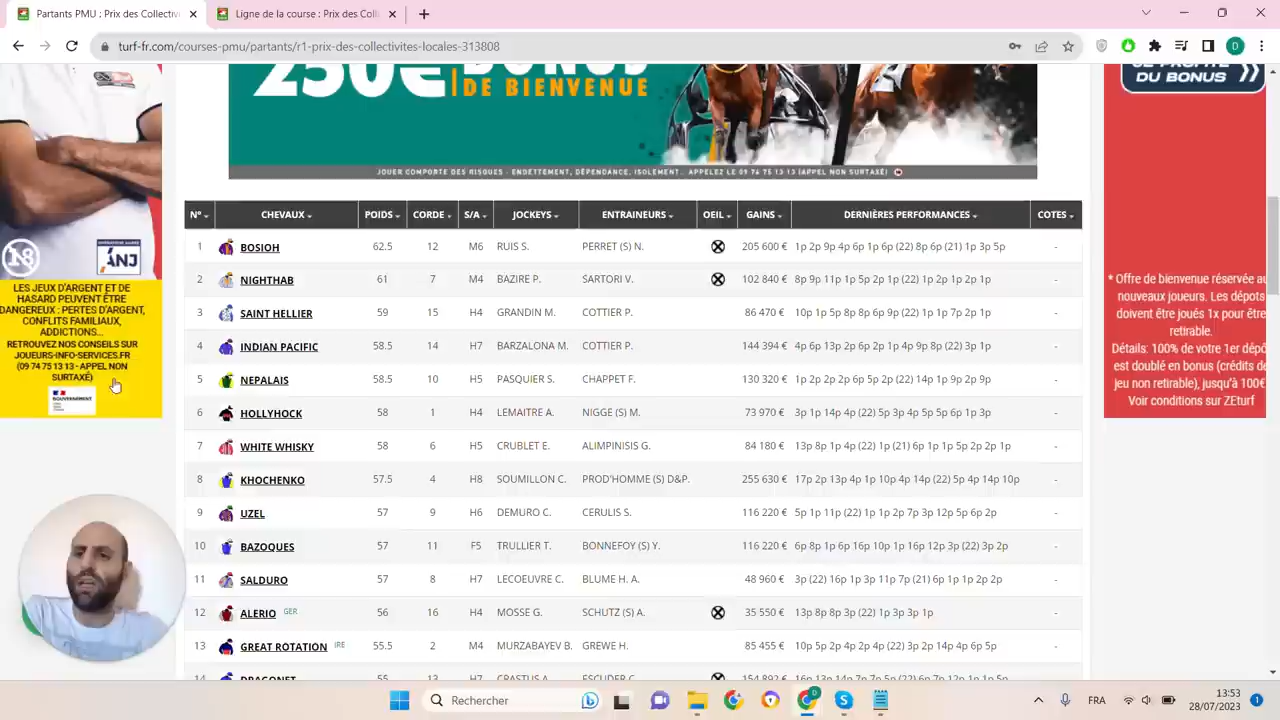 Partants PMU : Prix des Collectiv
Ligne de la course : Prix des Coll
turf-fr.com/courses-pmu/partants/r1-prix-des-collectivites-locales-313808
D
250€ BONUS
DE BIENVENUE
JOUER COMPORTE DES RISQUES - ENDETTEMENT, DÉPENDANCE, ISOLEMENT. APPELEZ LE 09 74 75 13 13 (APPEL NON SURTAXÉ)
JE PROFITE
DU BONUS
18
ANJ
LES JEUX D'ARGENT ET DE
HASARD PEUVENT ÊTRE
DANGEREUX : PERTES D'ARGENT,
CONFLITS FAMILIAUX,
ADDICTIONS...
RETROUVEZ NOS CONSEILS SUR
JOUEURS-INFO-SERVICES.FR
(09 74 75 13 13 - APPEL NON
SURTAXÉ)
GOUVERNEMENT
N° CHEVAUX POIDS CORDE S/A JOCKEYS ENTRAINEURS OEIL GAINS DERNIÈRES PERFORMANCES COTES
1 BOSIOH 62.5 12 M6 RUIS S. PERRET (S) N. 205 600 € 1p 2p 9p 4p 6p 1p 6p (22) 8p 6p (21) 1p 3p 5p -
2 NIGHTHAB 61 7 M4 BAZIRE P. SARTORI V. 102 840 € 8p 9p 11p 1p 5p 2p 1p (22) 1p 2p 1p 2p 1p -
3 SAINT HELLIER 59 15 H4 GRANDIN M. COTTIER P. 86 470 € 10p 1p 5p 8p 8p 6p 9p (22) 1p 1p 7p 2p 1p -
4 INDIAN PACIFIC 58.5 14 H7 BARZALONA M. COTTIER P. 144 394 € 4p 6p 13p 2p 6p 2p 1p 4p 9p 8p (22) 3p 1p -
5 NEPALAIS 58.5 10 H5 PASQUIER S. CHAPPET F. 130 320 € 1p 2p 2p 2p 6p 5p 2p (22) 14p 1p 9p 2p 9p -
6 HOLLYHOCK 58 1 H4 LEMAITRE A. NIGGE (S) M. 73 970 € 3p 1p 14p 4p (22) 5p 3p 4p 5p 5p 6p 1p 3p -
7 WHITE WHISKY 58 6 H5 CRUBLET E. ALIMPINISIS G. 84 180 € 13p 8p 1p 4p (22) 1p (21) 6p 1p 1p 5p 2p 2p 1p -
8 KHOCHENKO 57.5 4 H8 SOUMILLON C. PROD'HOMME (S) D&P. 255 630 € 17p 2p 13p 4p 1p 10p 4p 14p (22) 5p 4p 14p 10p -
9 UZEL 57 9 H6 DEMURO C. CERULIS S. 116 220 € 5p 1p 11p (22) 1p 1p 2p 7p 3p 12p 5p 6p 2p -
10 BAZOQUES 57 11 F5 TRULLIER T. BONNEFOY (S) Y. 116 220 € 6p 8p 1p 6p 16p 10p 1p 16p 12p 3p (22) 3p 2p -
11 SALDURO 57 8 H7 LECOEUVRE C. BLUME H. A. 48 960 € 3p (22) 16p 1p 3p 11p 7p (21) 6p 1p 1p 2p 2p -
12 ALERIO GER 56 16 H4 MOSSE G. SCHUTZ (S) A. 35 550 € 13p 8p 8p 3p (22) 1p 3p 3p 1p -
13 GREAT ROTATION IRE 55.5 2 M4 MURZABAYEV B. GREWE H. 85 455 € 10p 5p 2p 4p 2p 4p (22) 3p 2p 14p 4p 6p 5p -
* Offre de bienvenue réservée au
nouveaux joueurs. Les dépots
doivent être joués 1x pour être
retirable.
Détails: 100% de votre 1er dépô
est doublé en bonus (crédits de
jeu non retirable), jusqu'à 100€
Voir conditions sur ZEturf
Rechercher
FRA
13:53
28/07/2023